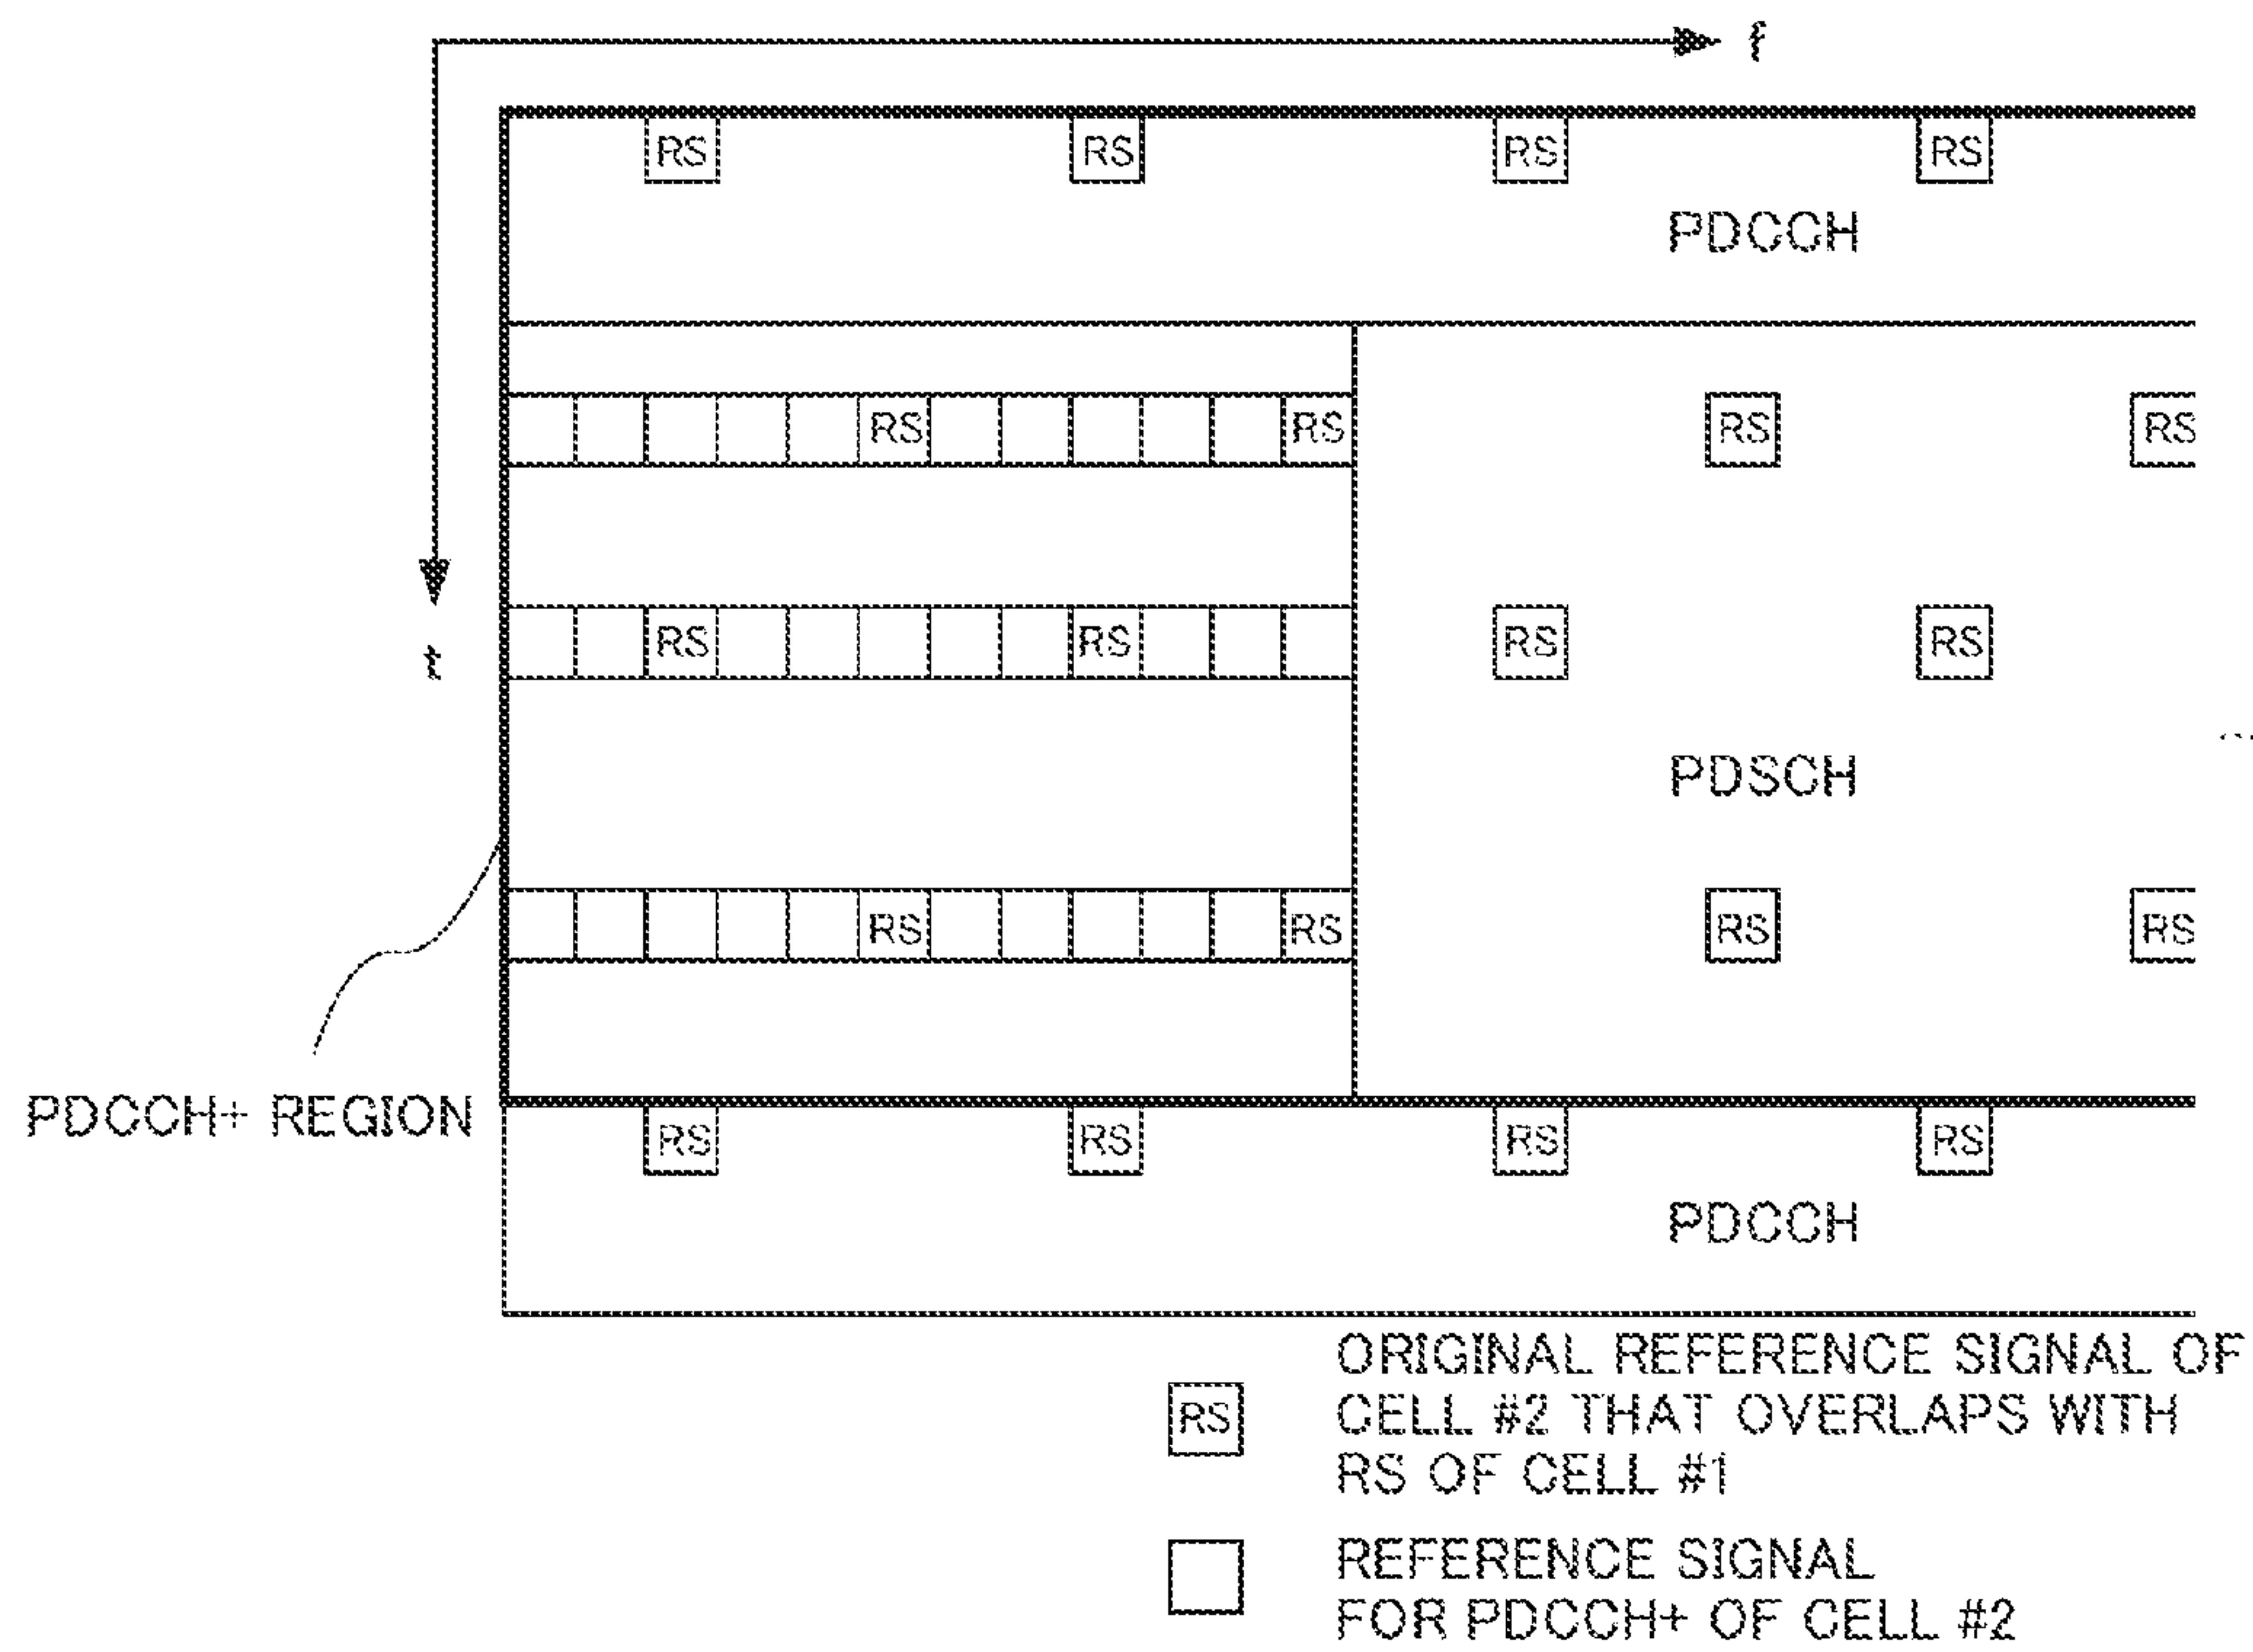 f
RS RS RS RS
PDCCH
RS RS RS RS
t
RS RS RS RS
PDSCH
RS RS RS RS
PDCCH+ REGION
RS RS RS RS
PDCCH
RS
ORIGINAL REFERENCE SIGNAL OF
CELL #2 THAT OVERLAPS WITH
RS OF CELL #1
REFERENCE SIGNAL
FOR PDCCH+ OF CELL #2